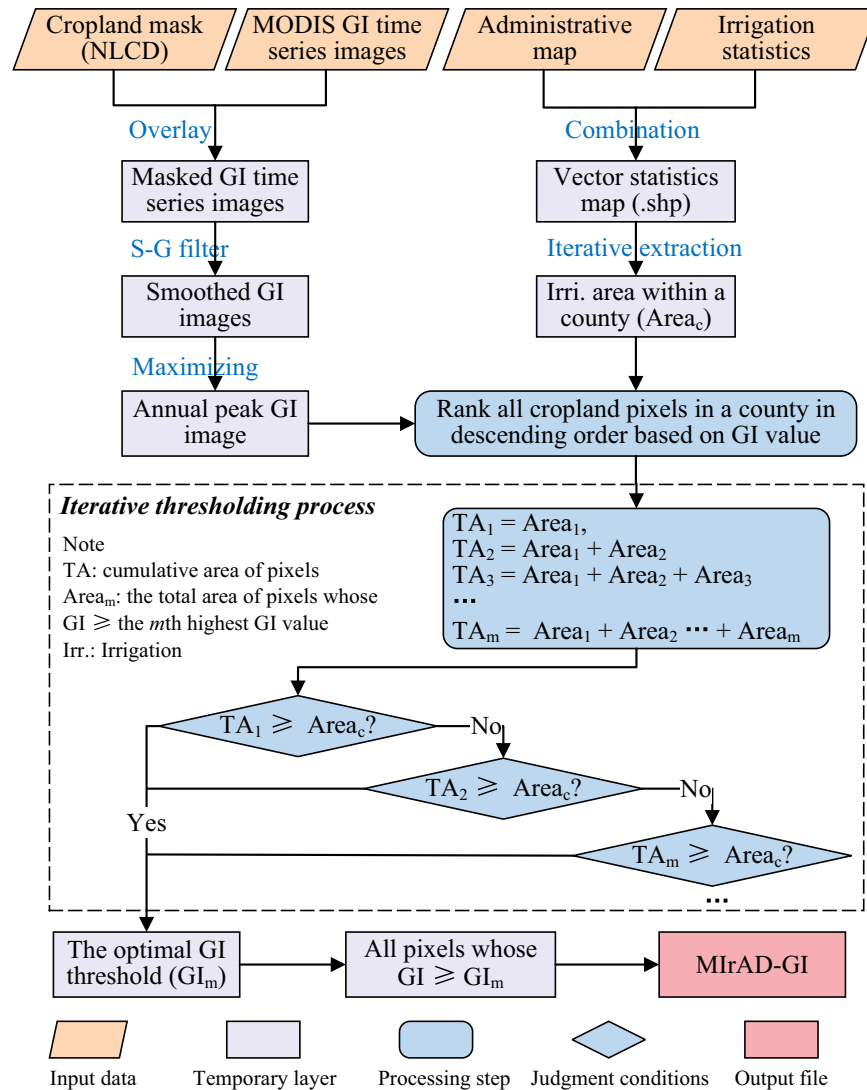 Cropland mask
(NLCD)
MODIS GI time
series images
Administrative
map
Irrigation
statistics
Overlay
Combination
Masked GI time
series images
Vector statistics
map (.shp)
S-G filter
Iterative extraction
Smoothed GI
images
Irri. area within a
county (Areac)
Maximizing
Annual peak GI
image
Rank all cropland pixels in a county in
descending order based on GI value
Iterative thresholding process
Note
TA: cumulative area of pixels
Aream: the total area of pixels whose
GI ≥ the mth highest GI value
Irr.: Irrigation
TA1 = Area1,
TA2 = Area1 + Area2
TA3 = Area1 + Area2 + Area3
...
TAm = Area1 + Area2 ... + Aream
TA1 ≥ Areac?
No
TA2 ≥ Areac?
No
Yes
TAm ≥ Areac?
...
The optimal GI
threshold (GIm)
All pixels whose
GI ≥ GIm
MIrAD-GI
Input data
Temporary layer
Processing step
Judgment conditions
Output file